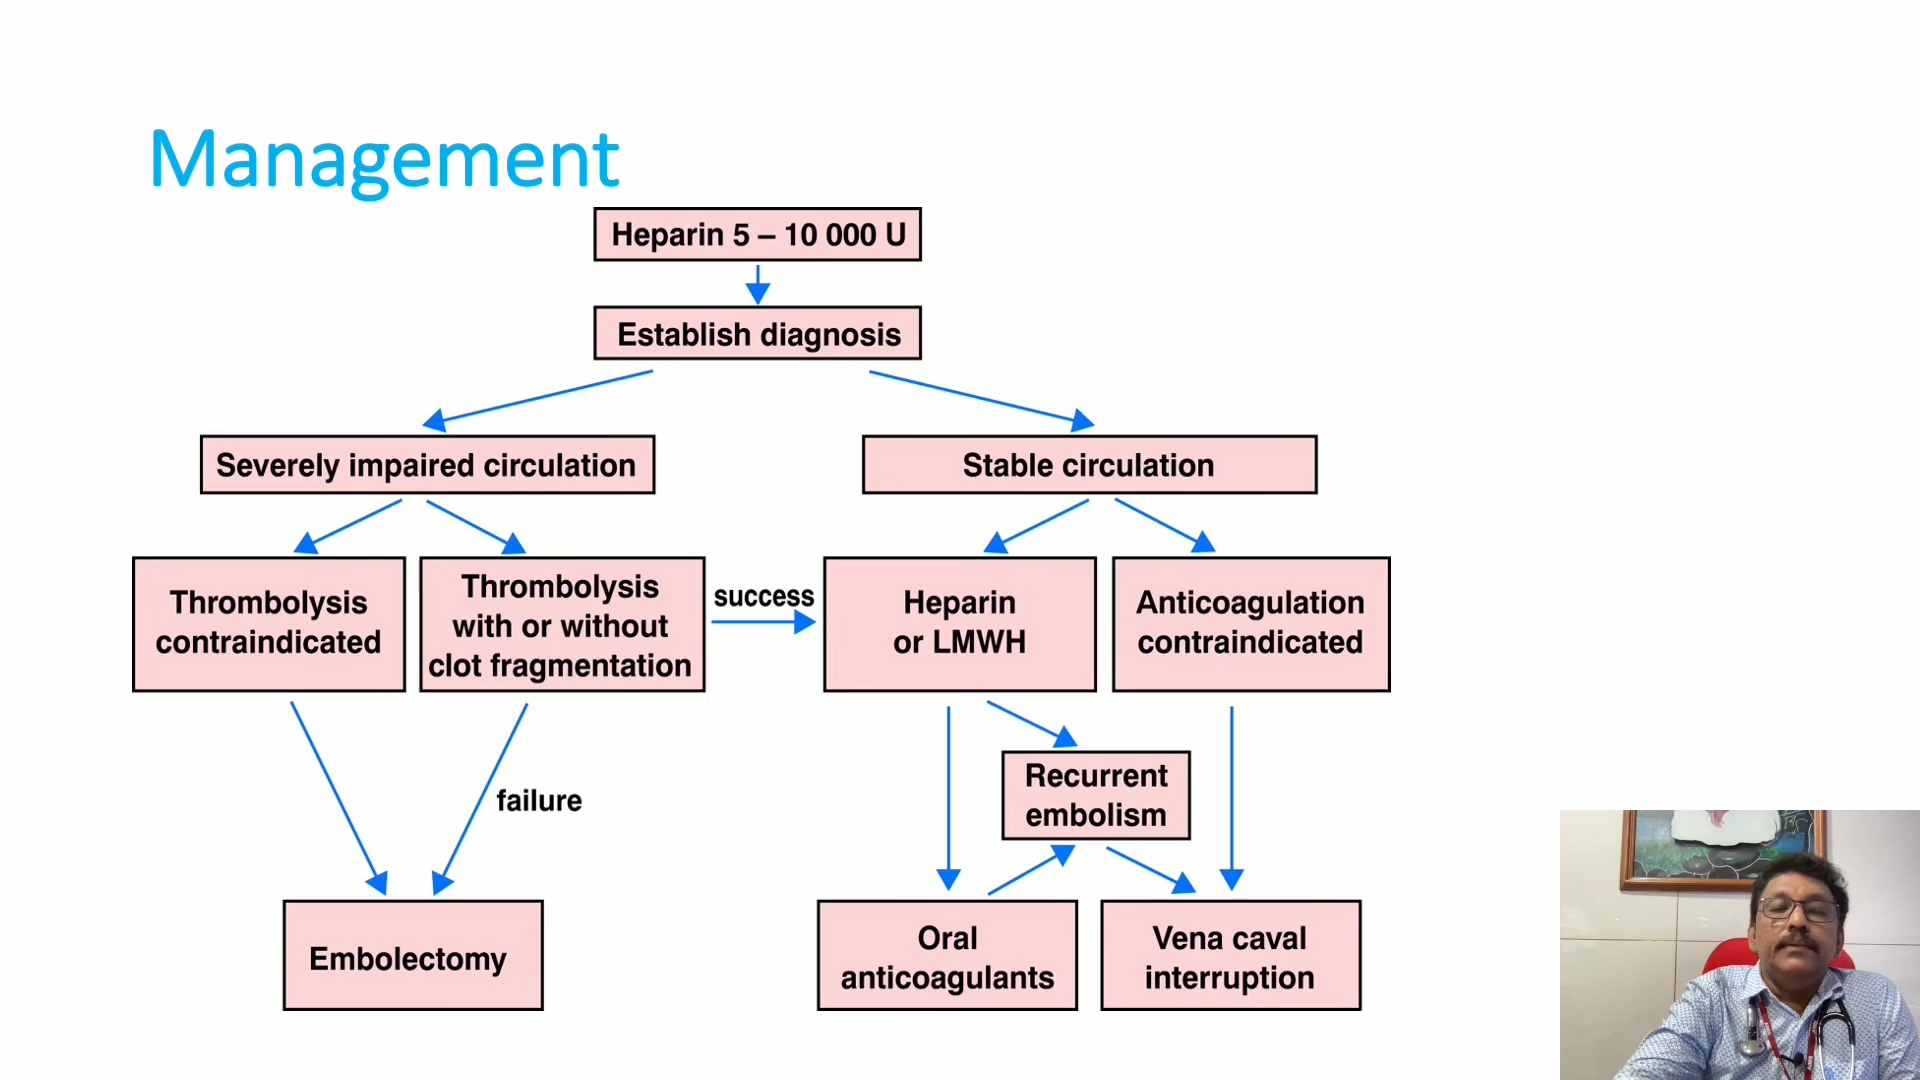 Management
Heparin 5 – 10 000 U
Establish diagnosis
Severely impaired circulation
Stable circulation
Thrombolysis
contraindicated
Thrombolysis
with or without
clot fragmentation
success
Heparin
or LMWH
Anticoagulation
contraindicated
failure
Recurrent
embolism
Embolectomy
Oral
anticoagulants
Vena caval
interruption